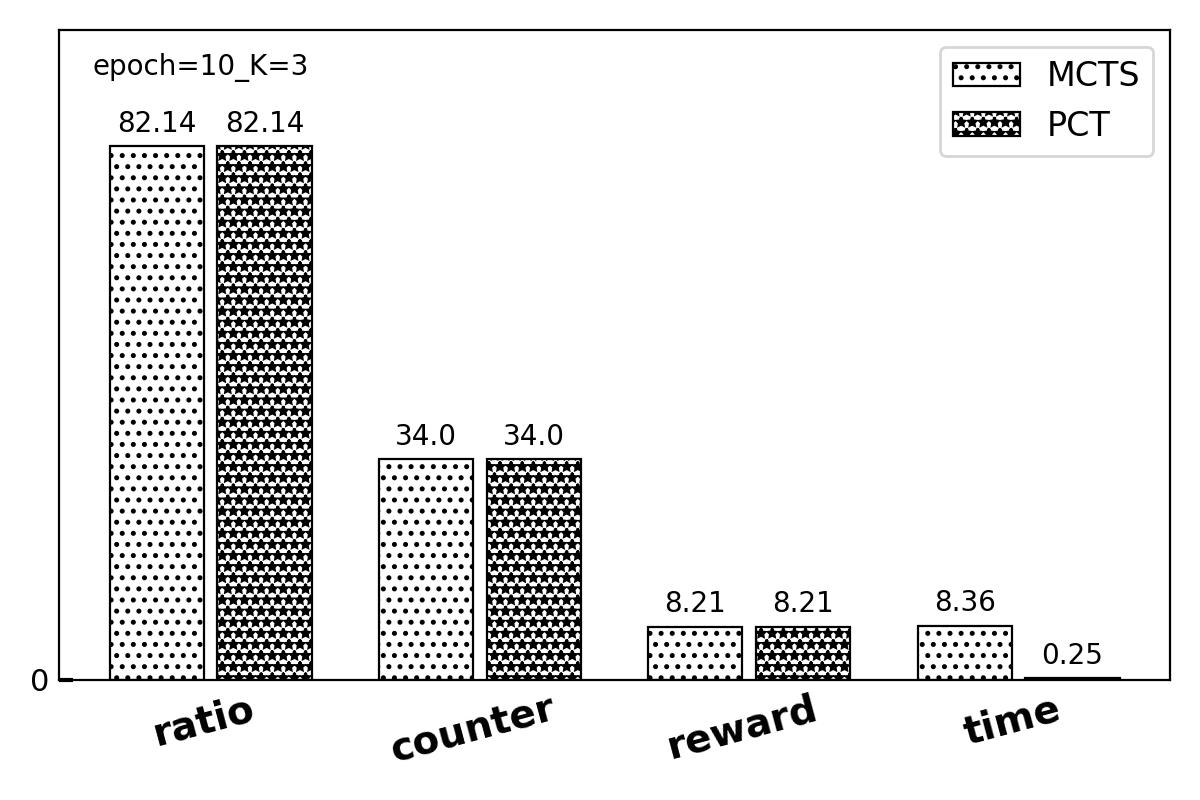 epoch=10_K=3
MCTS
PCT
82.14 82.14
34.0 34.0
8.21 8.21
8.36
0.25
0
ratio counter reward time